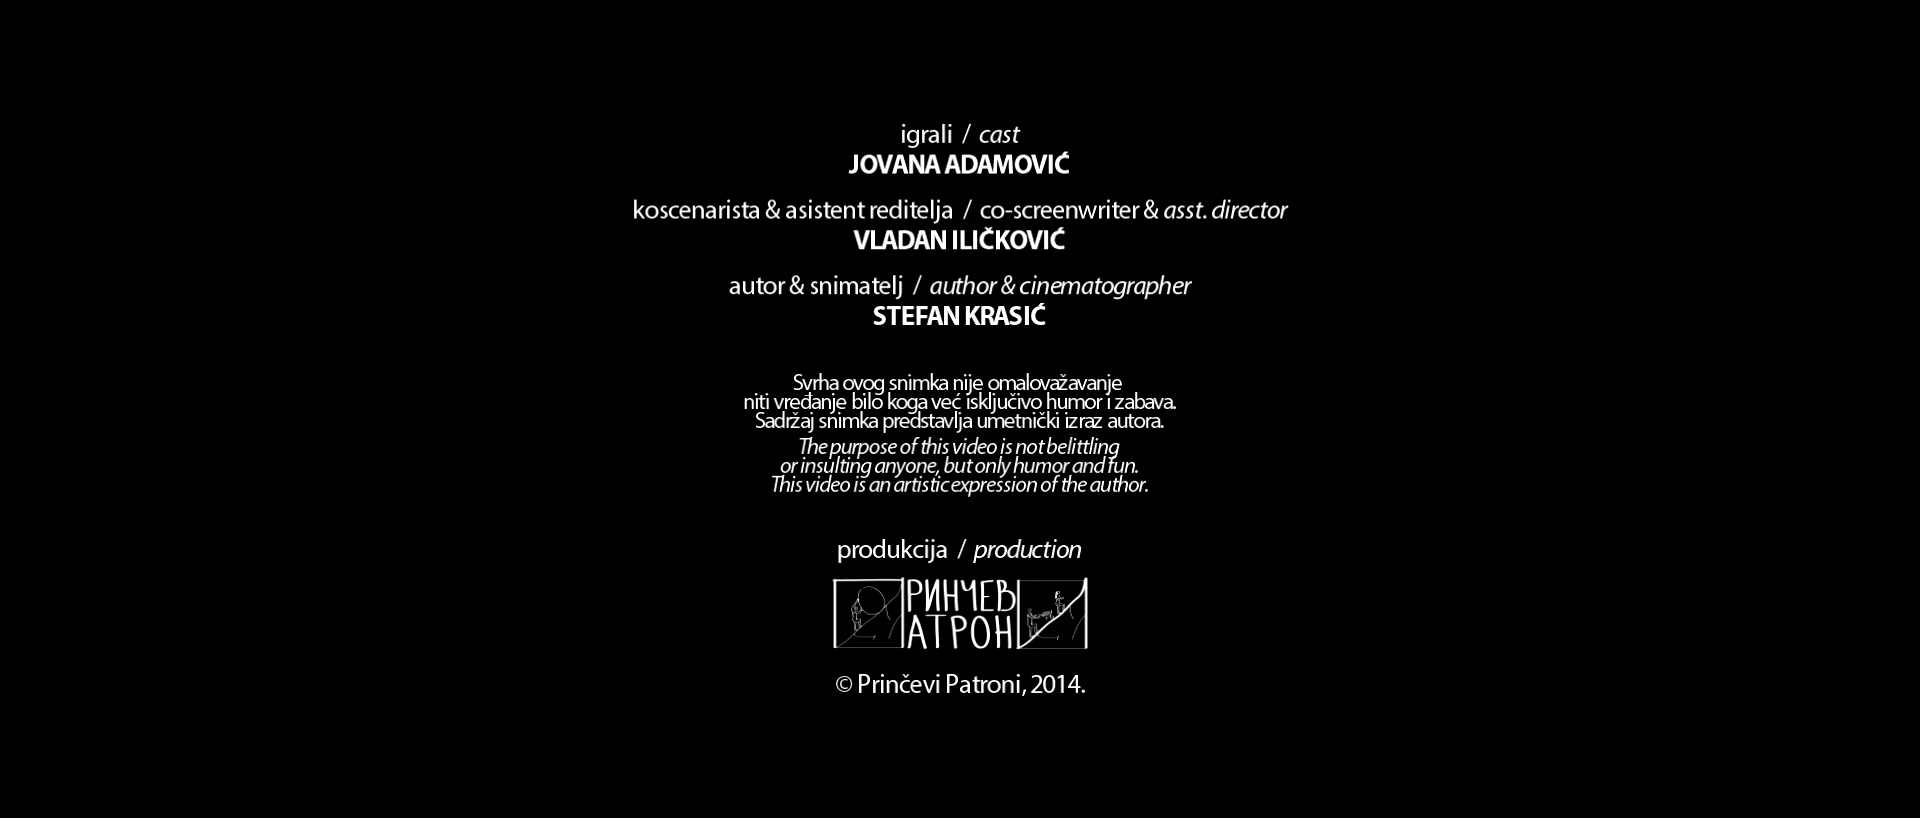 igrali / cast
JOVANA ADAMOVIĆ
koscenarista & asistent reditelja / co-screenwriter & asst. director
VLADAN ILIČKOVIĆ
autor & snimatelj / author & cinematographer
STEFAN KRASIĆ
Svrha ovog snimka nije omalovažavanje
niti vređanje bilo koga već isključivo humor i zabava.
Sadržaj snimka predstavlja umetnički izraz autora.
The purpose of this video is not belittling
or insulting anyone, but only humor and fun.
This video is an artistic expression of the author.
produkcija / production
РИНЧЕВ
АТРОН
© Prinčevi Patroni, 2014.